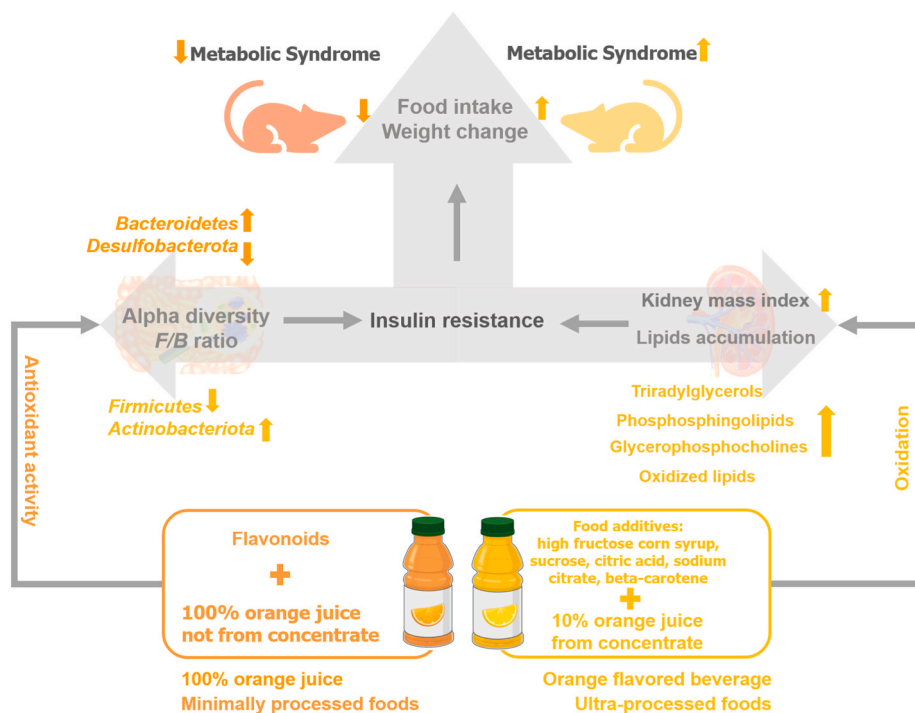 Metabolic Syndrome
Metabolic Syndrome
Food intake
Weight change
Bacteroidetes
Desulfobacterota
Alpha diversity
F/B ratio
Insulin resistance
Kidney mass index
Lipids accumulation
Firmicutes
Actinobacteriota
Triradylglycerols
Phosphosphingolipids
Glycerophosphocholines
Oxidized lipids
Antioxidant activity
Oxidation
Flavonoids
+
100% orange juice
not from concentrate
Food additives:
high fructose corn syrup,
sucrose, citric acid, sodium
citrate, beta-carotene
+
10% orange juice
from concentrate
100% orange juice
Minimally processed foods
Orange flavored beverage
Ultra-processed foods